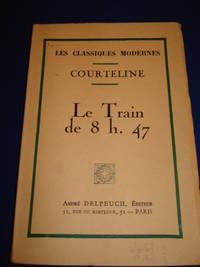 LES CLASSIQUES MODERNES
COURTELINE
Le Train
de 8 h. 47
ANDRÉ DELPEUCH, ÉDITEUR
51, RUE DE BABYLONE, 51 — PARIS